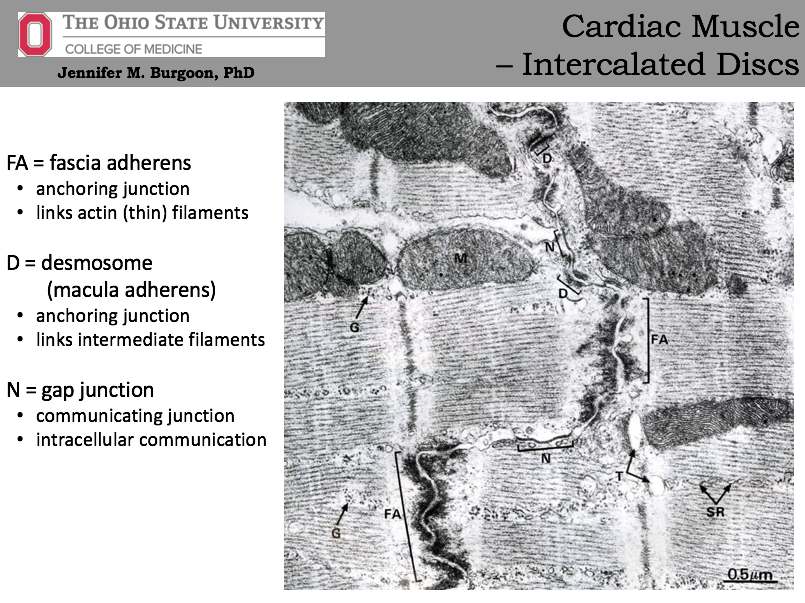 THE OHIO STATE UNIVERSITY
COLLEGE OF MEDICINE
Jennifer M. Burgoon, PhD
Cardiac Muscle
– Intercalated Discs
FA = fascia adherens
• anchoring junction
• links actin (thin) filaments
D = desmosome
(macula adherens)
• anchoring junction
• links intermediate filaments
N = gap junction
• communicating junction
• intracellular communication
D
N
M
D
G
FA
N
T
SR
FA
G
0.5μm